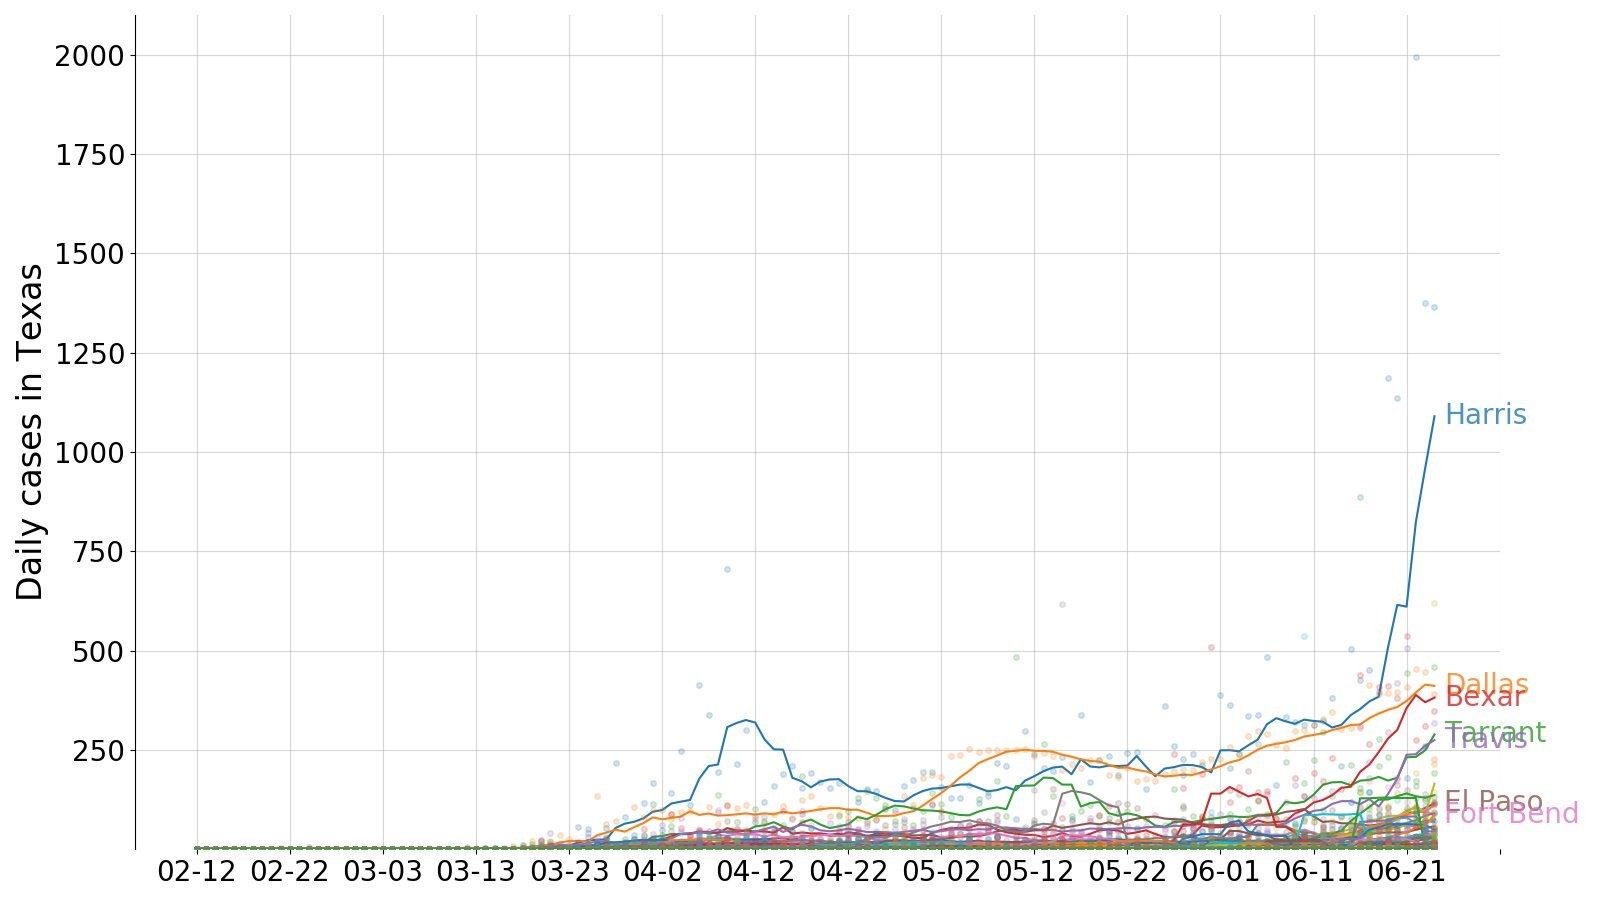 Daily cases in Texas
2000
1750
1500
1250
1000
750
500
250
Harris
Dallas
Bexar
Tarrant
Travis
El Paso
Fort Bend
02-12 02-22 03-03 03-13 03-23 04-02 04-12 04-22 05-02 05-12 05-22 06-01 06-11 06-21